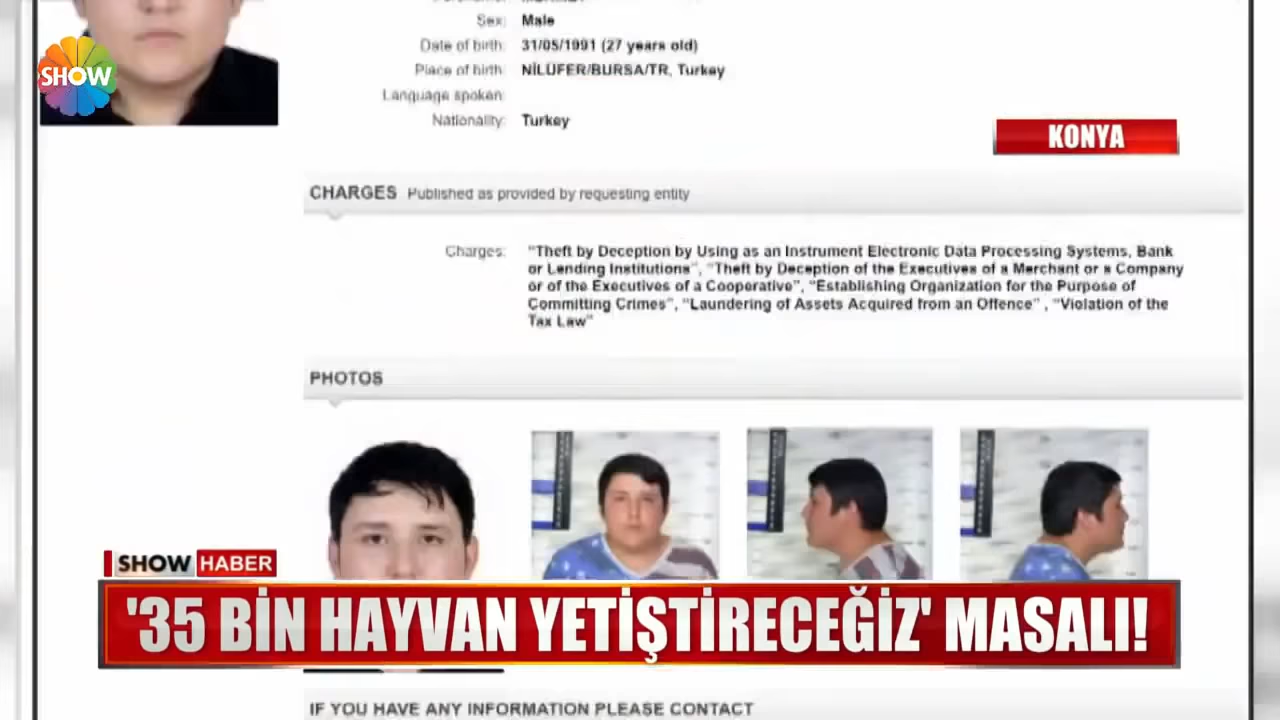 SHOW
Sex: Male
Date of birth: 31/05/1991 (27 years old)
Place of birth: NİLÜFER/BURSA/TR, Turkey
Language spoken:
Nationality: Turkey
KONYA
CHARGES Published as provided by requesting entity
Charges: "Theft by Deception by Using as an Instrument Electronic Data Processing Systems, Bank
or Lending Institutions", "Theft by Deception of the Executives of a Merchant or a Company
or of the Executives of a Cooperative", "Establishing Organization for the Purpose of
Committing Crimes", "Laundering of Assets Acquired from an Offence" , "Violation of the
Tax Law"
PHOTOS
SHOW HABER
'35 BİN HAYVAN YETİŞTİRECEĞİZ' MASALI!
IF YOU HAVE ANY INFORMATION PLEASE CONTACT